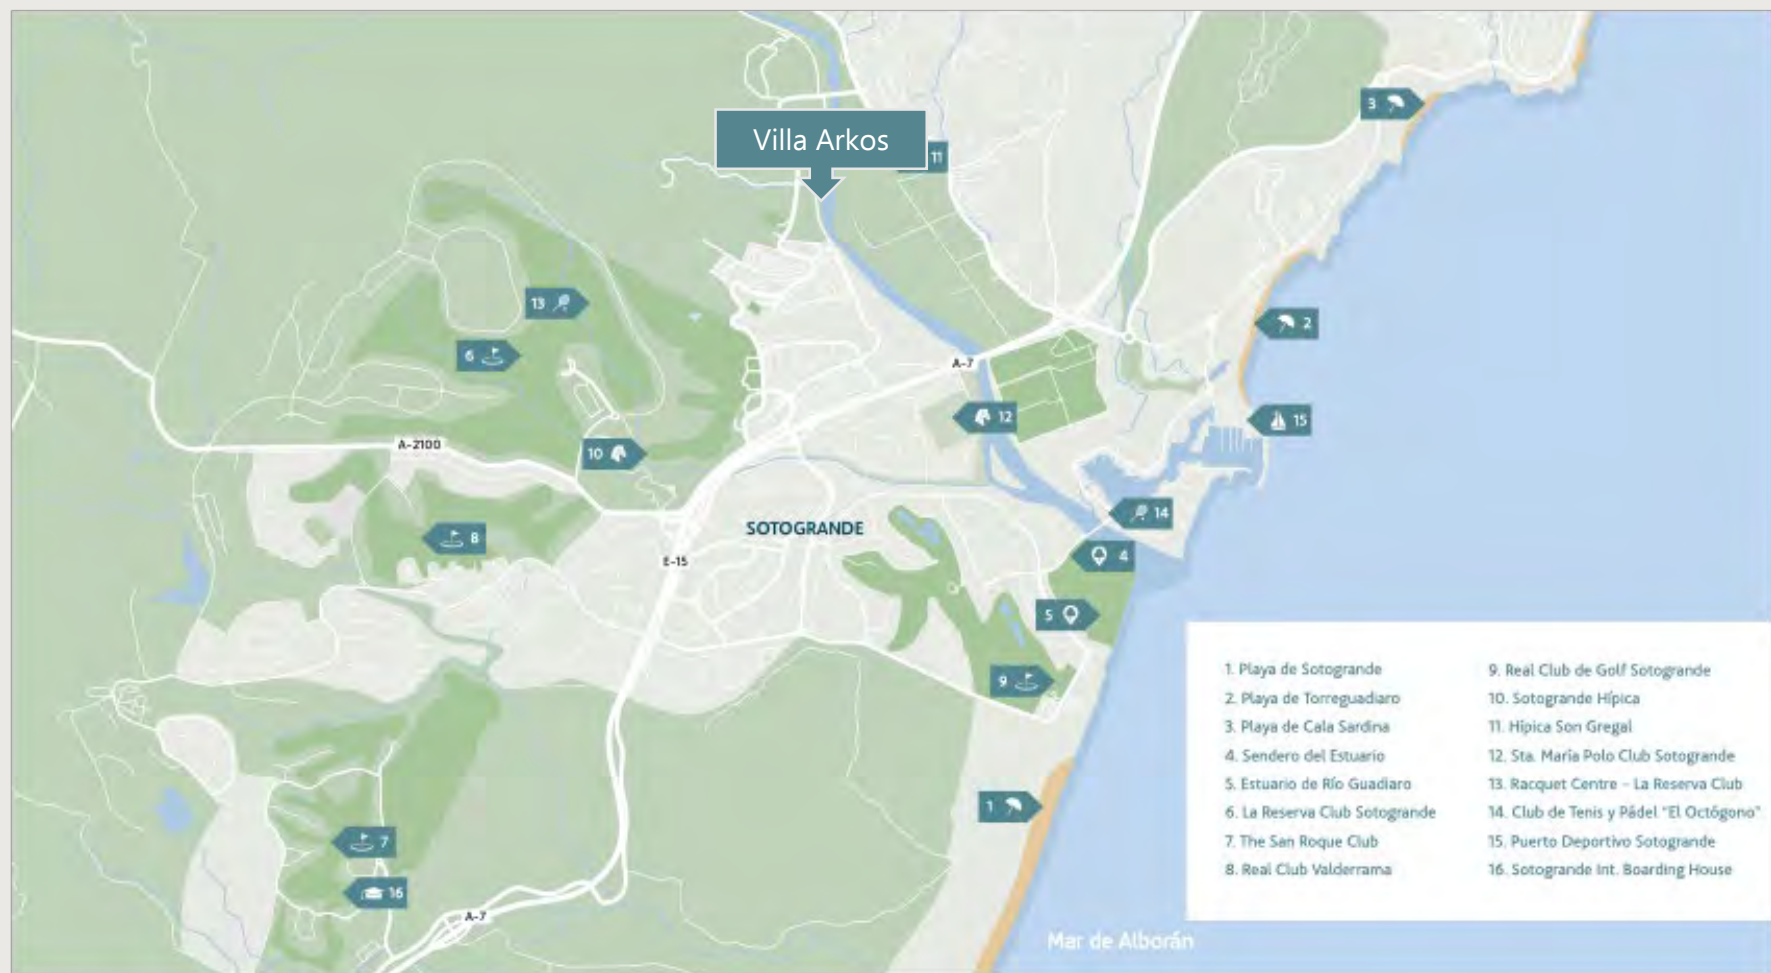 3
Villa Arkos
11
13
2
6
A-7
12
15
A-2100
10
14
SOTOGRANDE
8
4
E-15
5
9
1
7
16
A-7
Mar de Alborán
1. Playa de Sotogrande
2. Playa de Torreguadiaro
3. Playa de Cala Sardina
4. Sendero del Estuario
5. Estuario de Río Guadiaro
6. La Reserva Club Sotogrande
7. The San Roque Club
8. Real Club Valderrama
9. Real Club de Golf Sotogrande
10. Sotogrande Hípica
11. Hípica Son Gregal
12. Sta. María Polo Club Sotogrande
13. Racquet Centre - La Reserva Club
14. Club de Tenis y Pádel "El Octógono"
15. Puerto Deportivo Sotogrande
16. Sotogrande Int. Boarding House